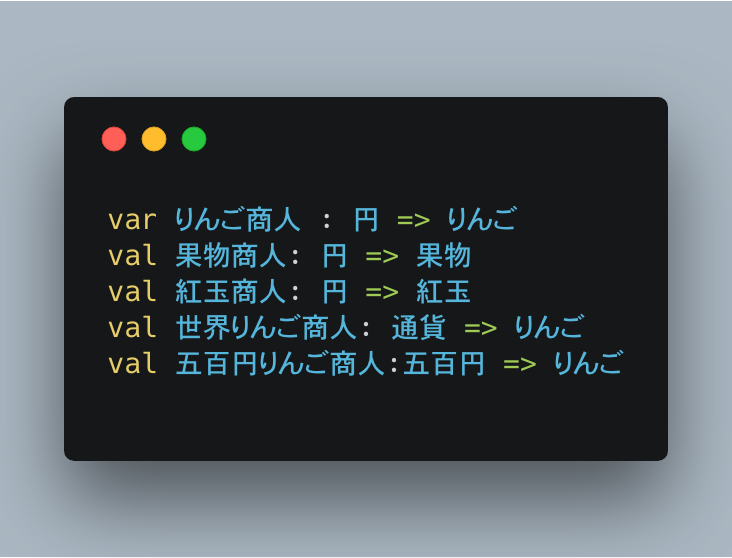 var りんご商人 : 円 => りんご
val 果物商人: 円 => 果物
val 紅玉商人: 円 => 紅玉
val 世界りんご商人: 通貨 => りんご
val 五百円りんご商人:五百円 => りんご